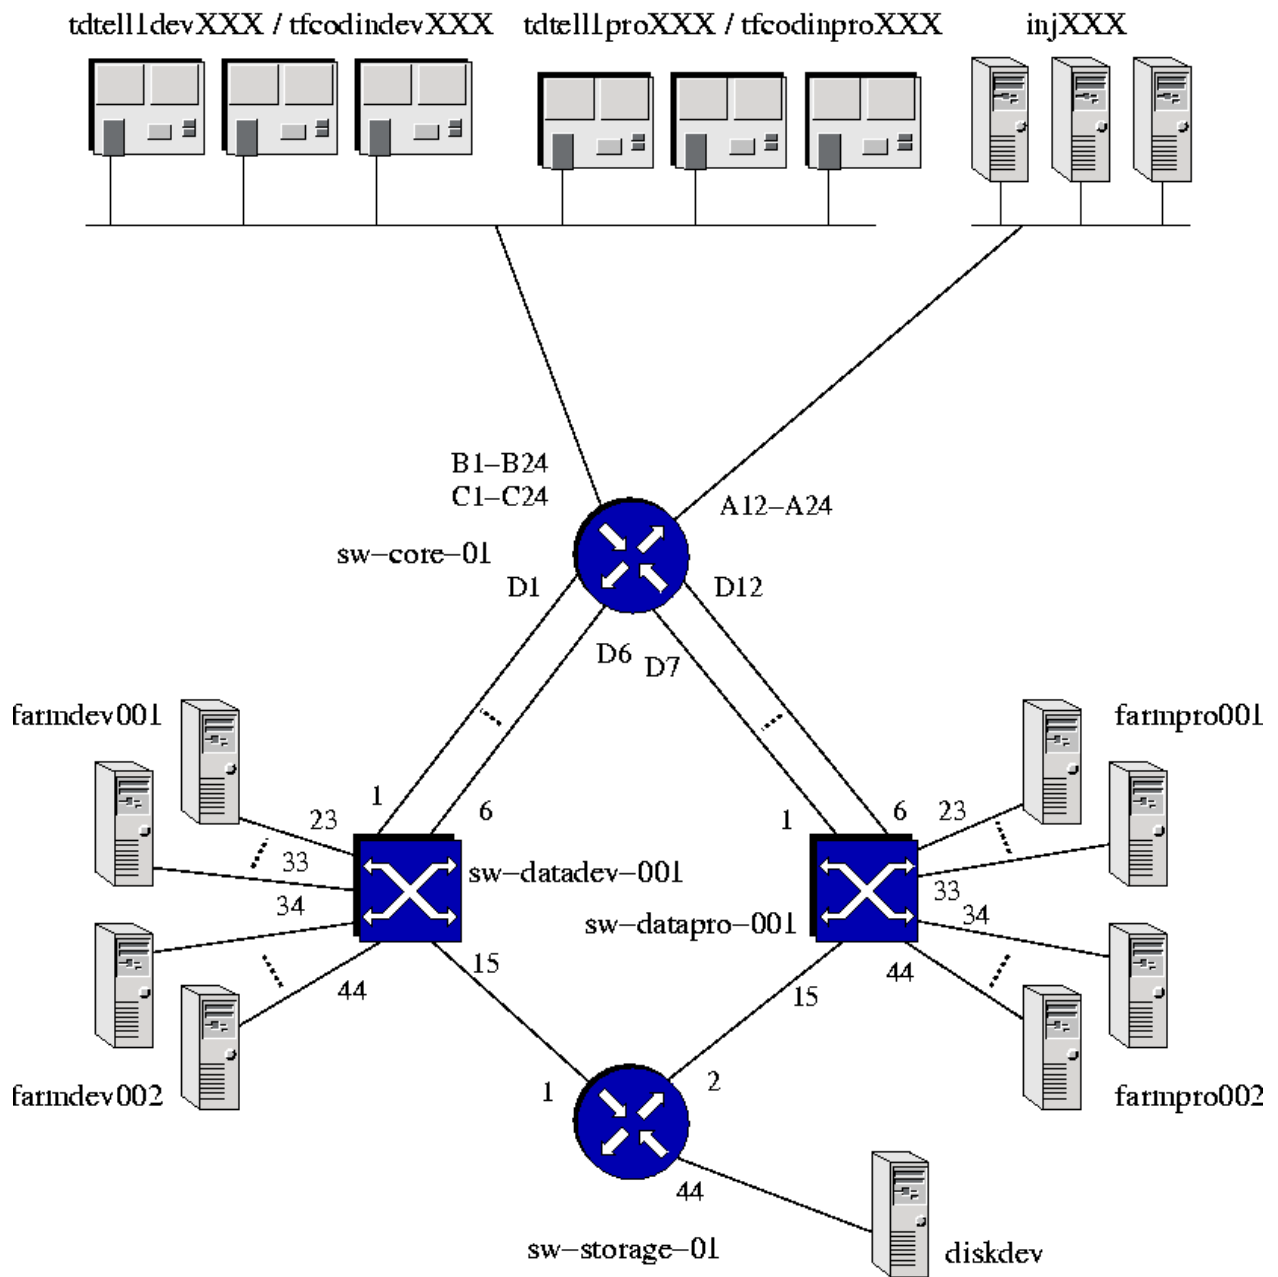 tdtell1devXXX / tfcodindevXXX
tdtell1proXXX / tfcodinproXXX
injXXX
B1-B24
C1-C24
A12-A24
sw-core-01
D1
D12
D6
D7
farmdev001
farmpro001
1
6
1
6
23
23
33
33
34
34
sw-datadev-001
sw-datapro-001
15
44
44
15
farmdev002
1
2
farmpro002
44
sw-storage-01
diskdev